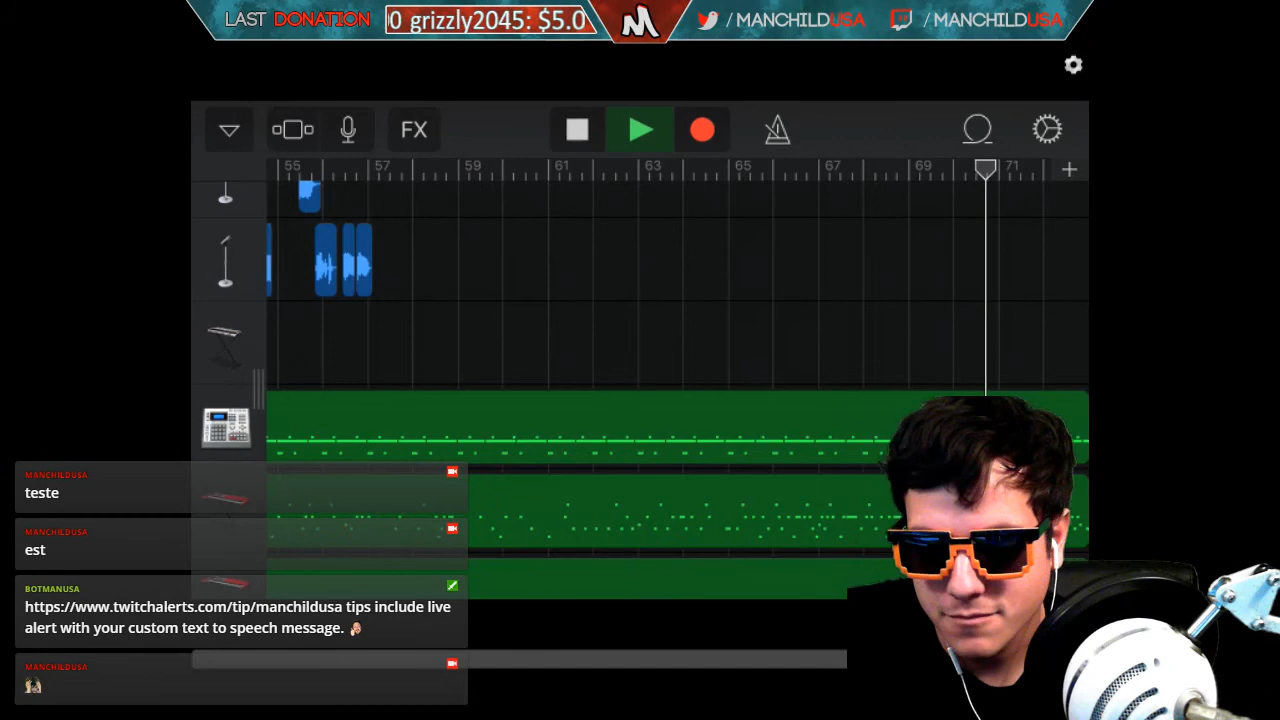 LAST DONATION
0 grizzly2045: $5.0
/ MANCHILDUSA
/ MANCHILDUSA
FX
55 57 59 61 63 65 67 69 71
MANCHILDUSA
teste
MANCHILDUSA
est
BOTMANUSA
https://www.twitchalerts.com/tip/manchildusa tips include live
alert with your custom text to speech message.
MANCHILDUSA